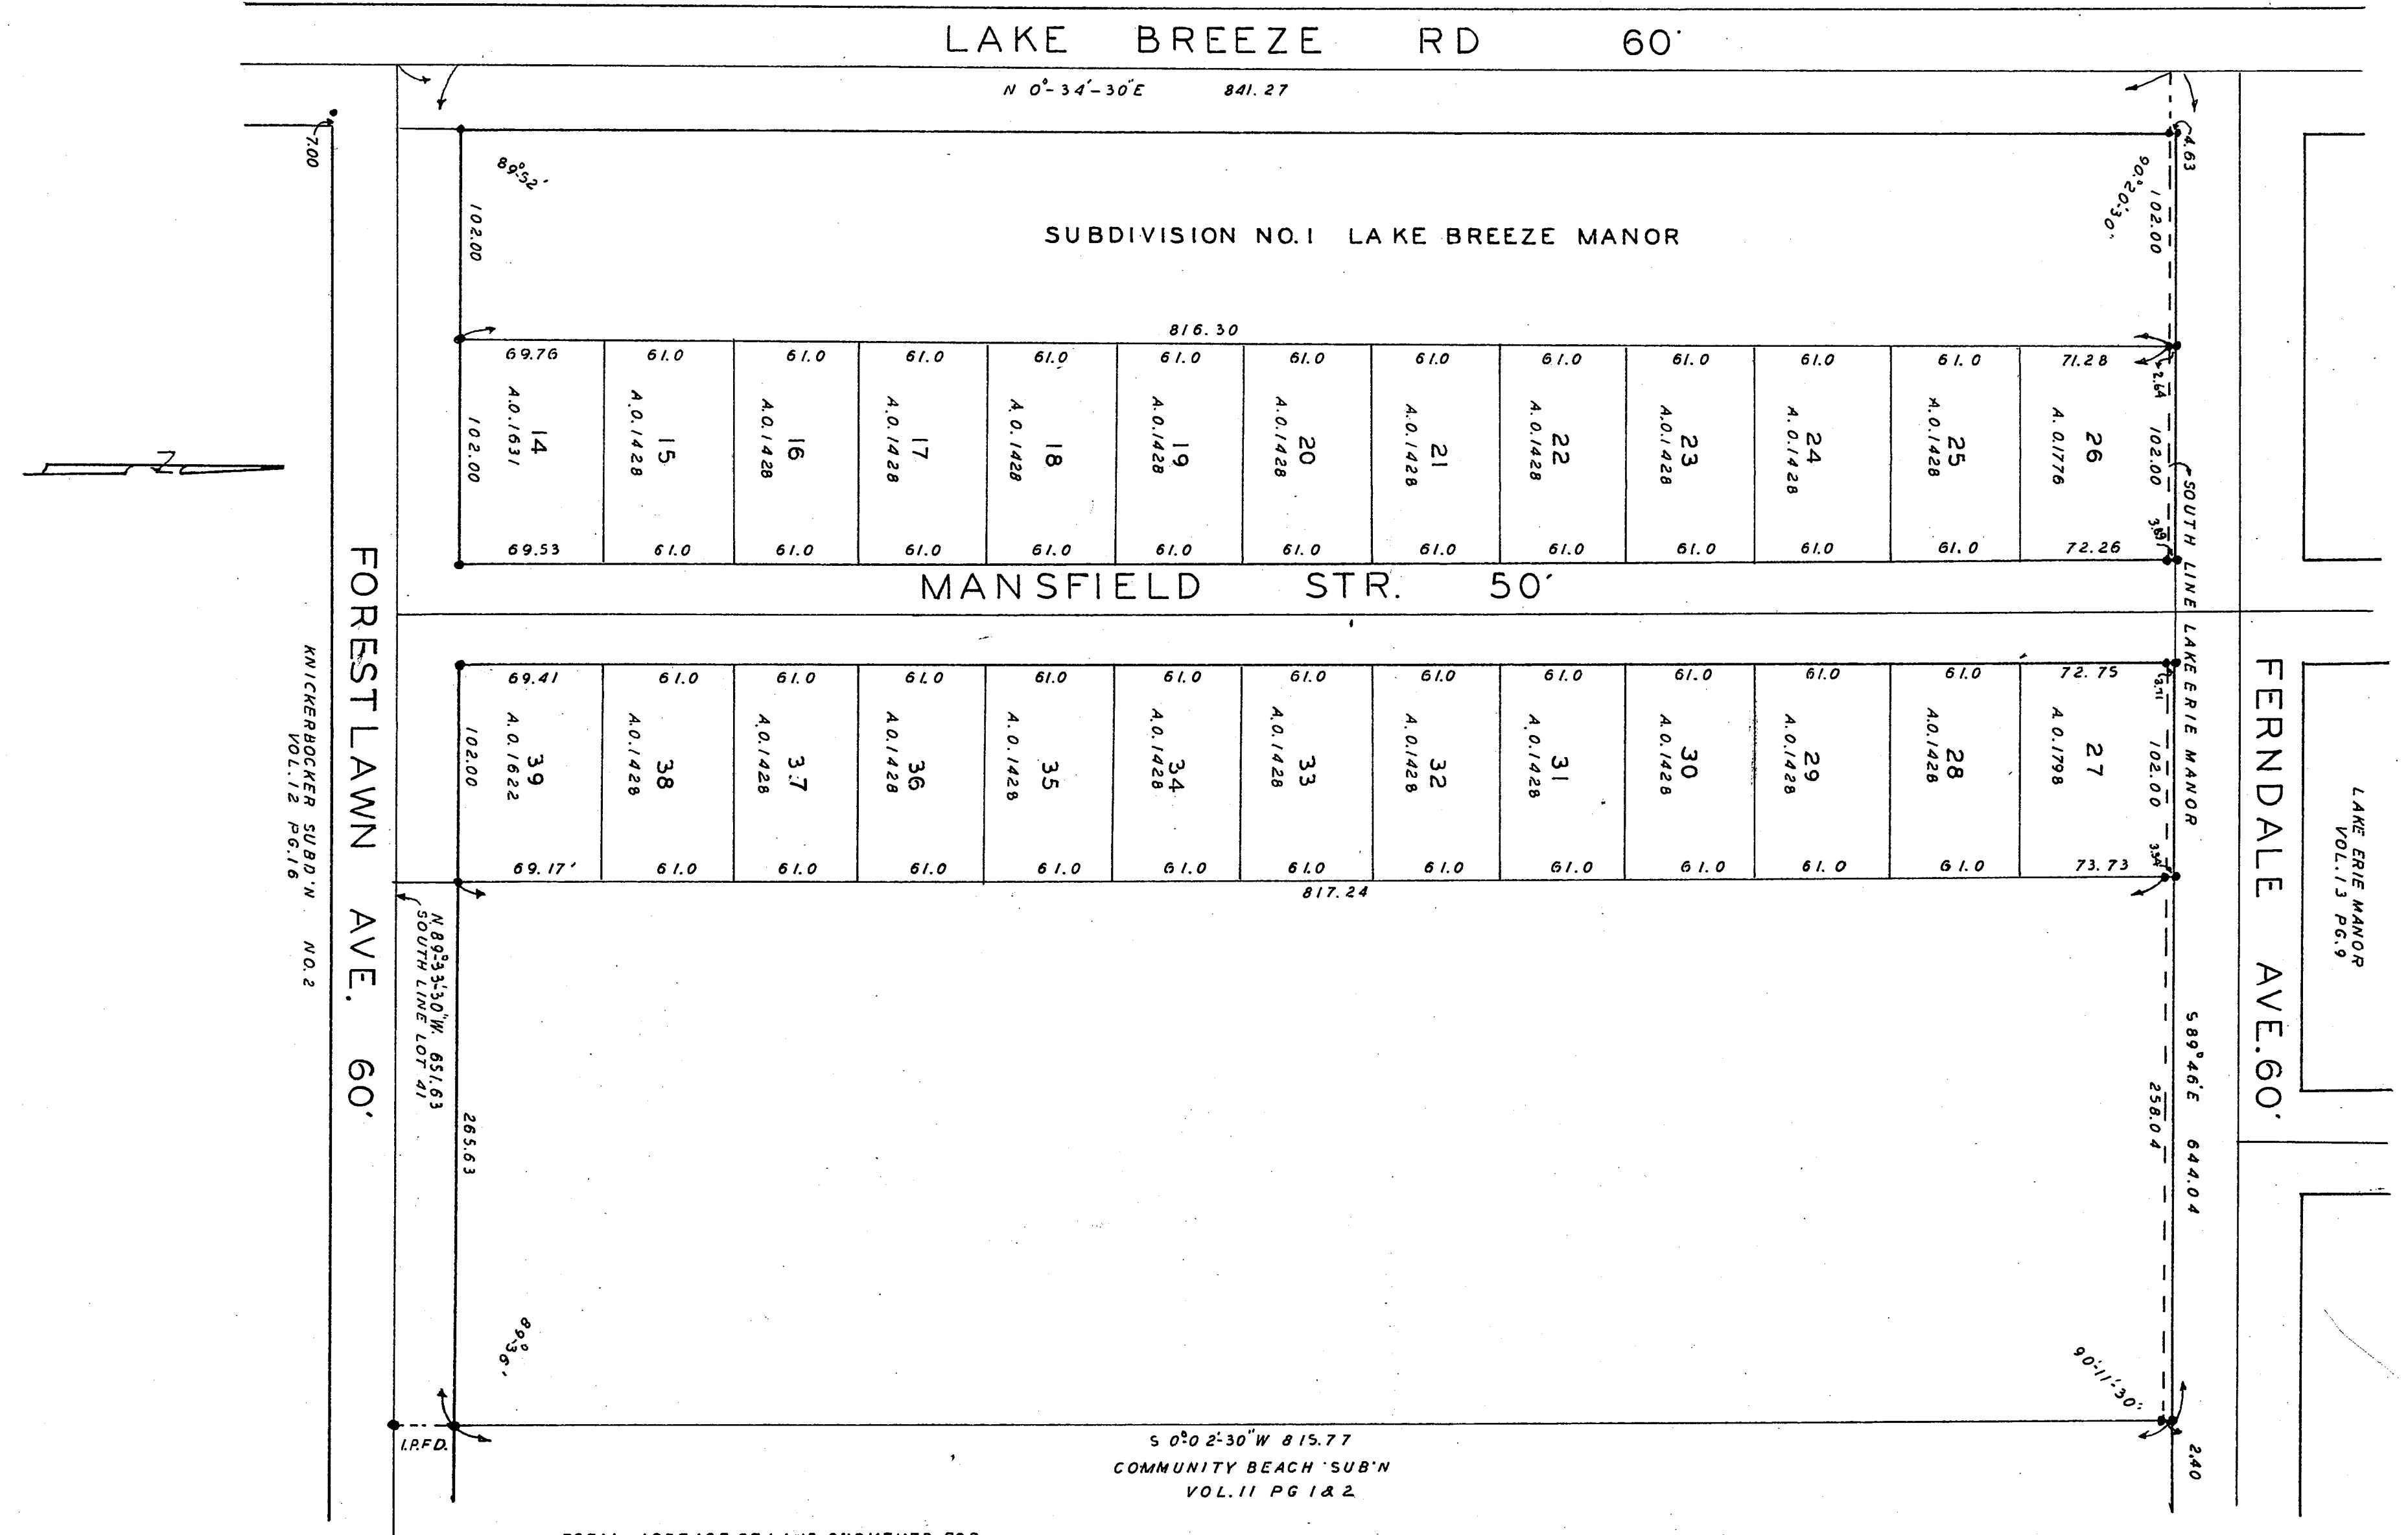 LAKE BREEZE RD 60'
N 0°-34'-30"E 841.27
7.00
4.63
89°52'
90°-20'-30"
102.00
102.00
SUBDIVISION NO.1 LAKE BREEZE MANOR
816.30
69.76 61.0 61.0 61.0 61.0 61.0 61.0 61.0 61.0 61.0 61.0 61.0 71.28
2.64
102.00
14
A.0.1631
15
A.0.1428
16
A.0.1428
17
A.0.1428
18
A.0.1428
19
A.0.1428
20
A.0.1428
21
A.0.1428
22
A.0.1428
23
A.0.1428
24
A.0.1428
25
A.0.1428
26
A.0.1776
102.00
N
69.53 61.0 61.0 61.0 61.0 61.0 61.0 61.0 61.0 61.0 61.0 61.0 72.26
MANSFIELD STR. 50'
SOUTH LINE LAKE ERIE MANOR
69.41 61.0 61.0 61.0 61.0 61.0 61.0 61.0 61.0 61.0 61.0 61.0 72.75
102.00
39
A.0.1622
38
A.0.1428
37
A.0.1428
36
A.0.1428
35
A.0.1428
34
A.0.1428
33
A.0.1428
32
A.0.1428
31
A.0.1428
30
A.0.1428
29
A.0.1428
28
A.0.1428
27
A.0.1798
102.00
69.17' 61.0 61.0 61.0 61.0 61.0 61.0 61.0 61.0 61.0 61.0 61.0 73.73
817.24
FORESTLAWN AVE. 60'
KNICKERBOCKER SUBD'N NO.2
VOL.12 PG.16
N.89°-33'-30"W. 651.63
SOUTH LINE LOT 41
265.63
FERNDALE AVE. 60'
LAKE ERIE MANOR
VOL.13 PG.9
S 89°46'E 644.04
258.04
90°-11'-30"
I.P.F'D.
2.40
S 0°-02'-30"W 815.77
COMMUNITY BEACH SUB'N
VOL.11 PG 1 & 2